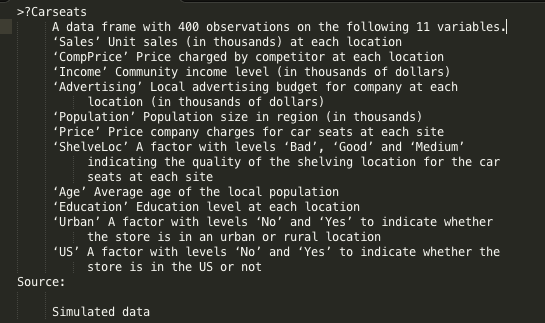 >?Carseats
A data frame with 400 observations on the following 11 variables.
‘Sales’ Unit sales (in thousands) at each location
‘CompPrice’ Price charged by competitor at each location
‘Income’ Community income level (in thousands of dollars)
‘Advertising’ Local advertising budget for company at each
location (in thousands of dollars)
‘Population’ Population size in region (in thousands)
‘Price’ Price company charges for car seats at each site
‘ShelveLoc’ A factor with levels ‘Bad’, ‘Good’ and ‘Medium’
indicating the quality of the shelving location for the car
seats at each site
‘Age’ Average age of the local population
‘Education’ Education level at each location
‘Urban’ A factor with levels ‘No’ and ‘Yes’ to indicate whether
the store is in an urban or rural location
‘US’ A factor with levels ‘No’ and ‘Yes’ to indicate whether the
store is in the US or not
Source:
Simulated data